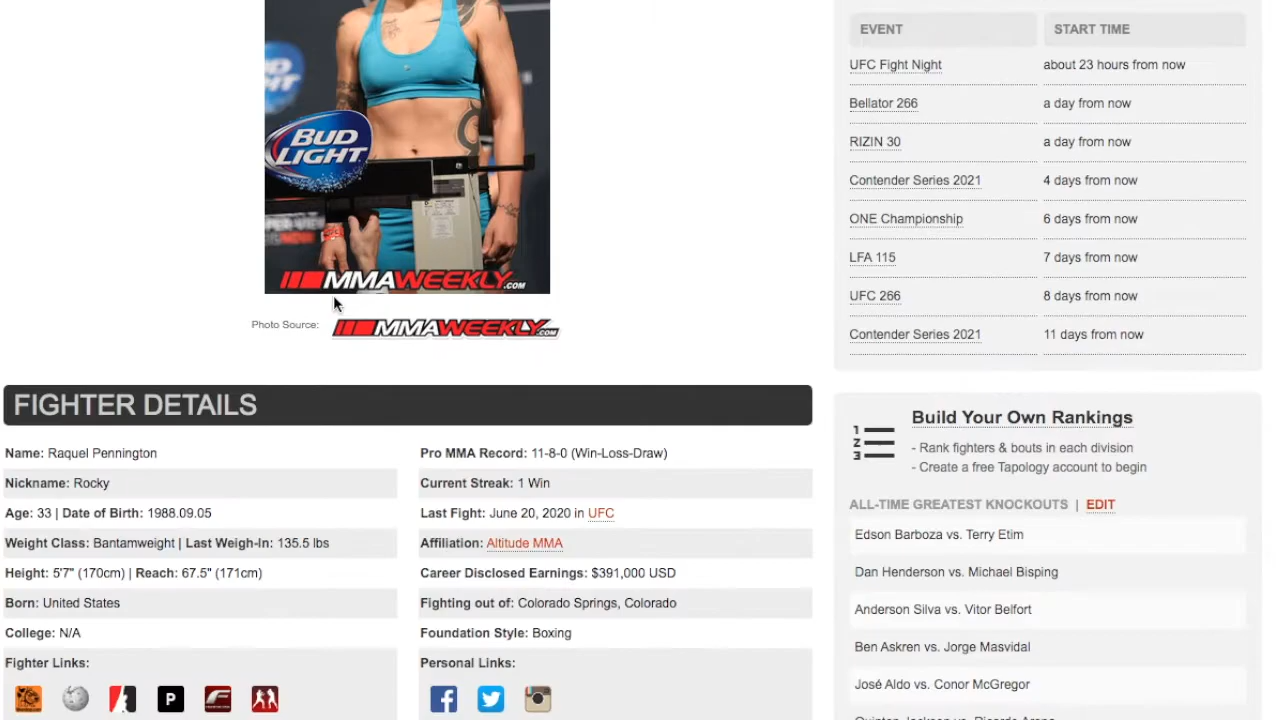 BUD
LIGHT
MMAWEEKLY.COM
Photo Source:
MMAWEEKLY.COM
FIGHTER DETAILS
Name: Raquel Pennington
Nickname: Rocky
Age: 33 | Date of Birth: 1988.09.05
Weight Class: Bantamweight | Last Weigh-In: 135.5 lbs
Height: 5'7" (170cm) | Reach: 67.5" (171cm)
Born: United States
College: N/A
Fighter Links:
P
Pro MMA Record: 11-8-0 (Win-Loss-Draw)
Current Streak: 1 Win
Last Fight: June 20, 2020 in UFC
Affiliation: Altitude MMA
Career Disclosed Earnings: $391,000 USD
Fighting out of: Colorado Springs, Colorado
Foundation Style: Boxing
Personal Links:
EVENT START TIME
UFC Fight Night about 23 hours from now
Bellator 266 a day from now
RIZIN 30 a day from now
Contender Series 2021 4 days from now
ONE Championship 6 days from now
LFA 115 7 days from now
UFC 266 8 days from now
Contender Series 2021 11 days from now
1
2
3
Build Your Own Rankings
- Rank fighters & bouts in each division
- Create a free Tapology account to begin
ALL-TIME GREATEST KNOCKOUTS | EDIT
Edson Barboza vs. Terry Etim
Dan Henderson vs. Michael Bisping
Anderson Silva vs. Vitor Belfort
Ben Askren vs. Jorge Masvidal
José Aldo vs. Conor McGregor